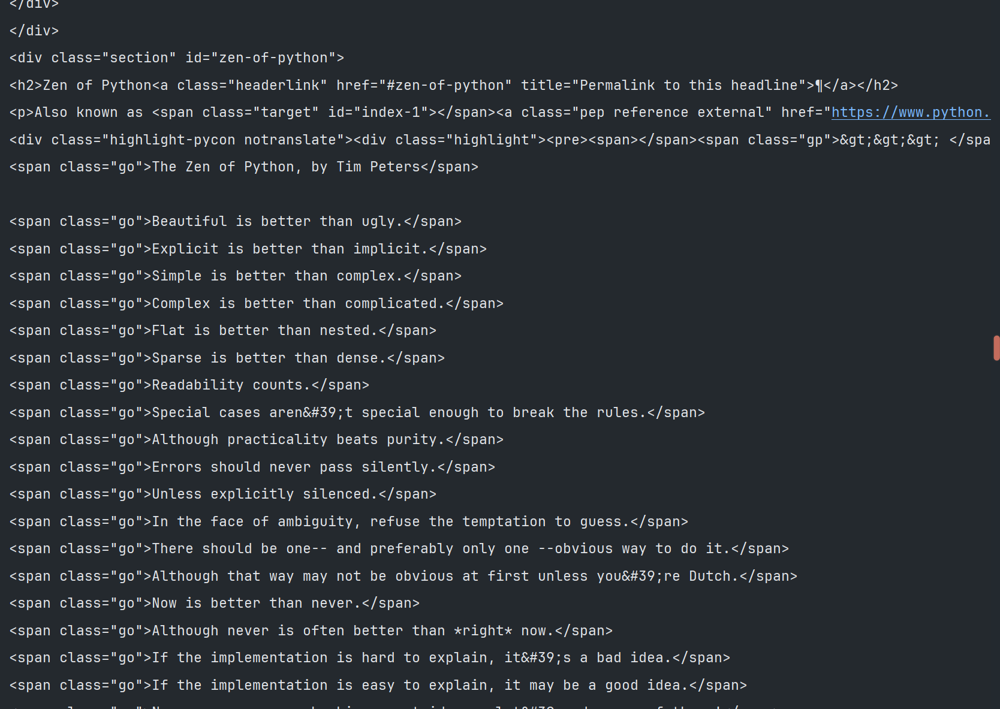 </div>
</div>
<div class="section" id="zen-of-python">
<h2>Zen of Python<a class="headerlink" href="#zen-of-python" title="Permalink to this headline">¶</a></h2>
<p>Also known as <span class="target" id="index-1"></span><a class="pep reference external" href="https://www.python.
<div class="highlight-pycon notranslate"><div class="highlight"><pre><span></span><span class="gp">&gt;&gt;&gt; </spa
<span class="go">The Zen of Python, by Tim Peters</span>
<span class="go">Beautiful is better than ugly.</span>
<span class="go">Explicit is better than implicit.</span>
<span class="go">Simple is better than complex.</span>
<span class="go">Complex is better than complicated.</span>
<span class="go">Flat is better than nested.</span>
<span class="go">Sparse is better than dense.</span>
<span class="go">Readability counts.</span>
<span class="go">Special cases aren&#39;t special enough to break the rules.</span>
<span class="go">Although practicality beats purity.</span>
<span class="go">Errors should never pass silently.</span>
<span class="go">Unless explicitly silenced.</span>
<span class="go">In the face of ambiguity, refuse the temptation to guess.</span>
<span class="go">There should be one-- and preferably only one --obvious way to do it.</span>
<span class="go">Although that way may not be obvious at first unless you&#39;re Dutch.</span>
<span class="go">Now is better than never.</span>
<span class="go">Although never is often better than *right* now.</span>
<span class="go">If the implementation is hard to explain, it&#39;s a bad idea.</span>
<span class="go">If the implementation is easy to explain, it may be a good idea.</span>